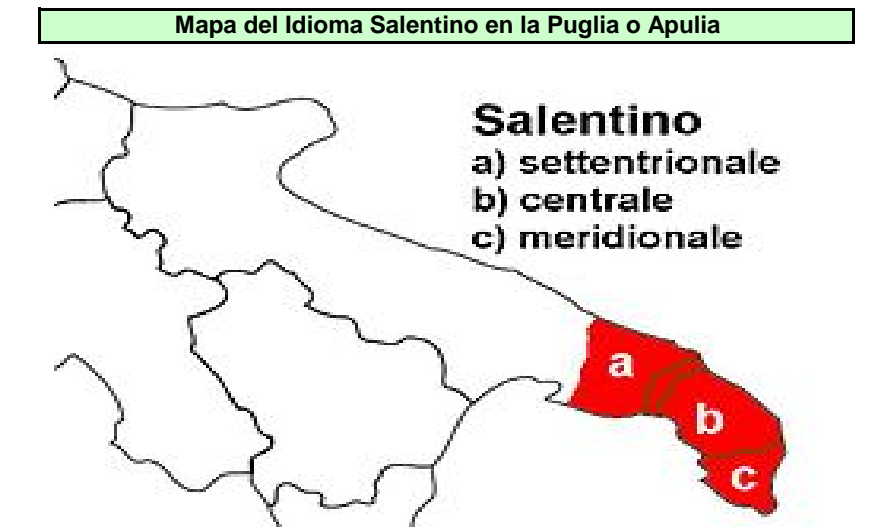 Mapa del Idioma Salentino en la Puglia o Apulia
Salentino
a) settentrionale
b) centrale
c) meridionale
a
b
c